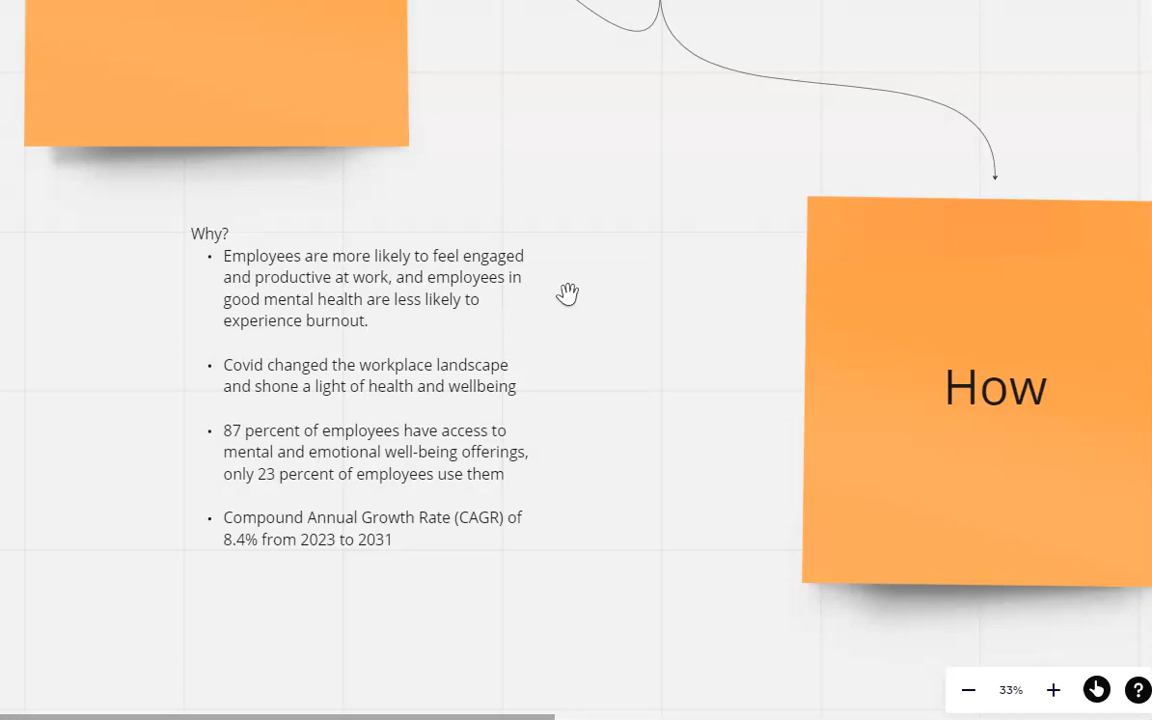 Why?
• Employees are more likely to feel engaged
and productive at work, and employees in
good mental health are less likely to
experience burnout.
• Covid changed the workplace landscape
and shone a light of health and wellbeing
• 87 percent of employees have access to
mental and emotional well-being offerings,
only 23 percent of employees use them
• Compound Annual Growth Rate (CAGR) of
8.4% from 2023 to 2031
How
33%
?